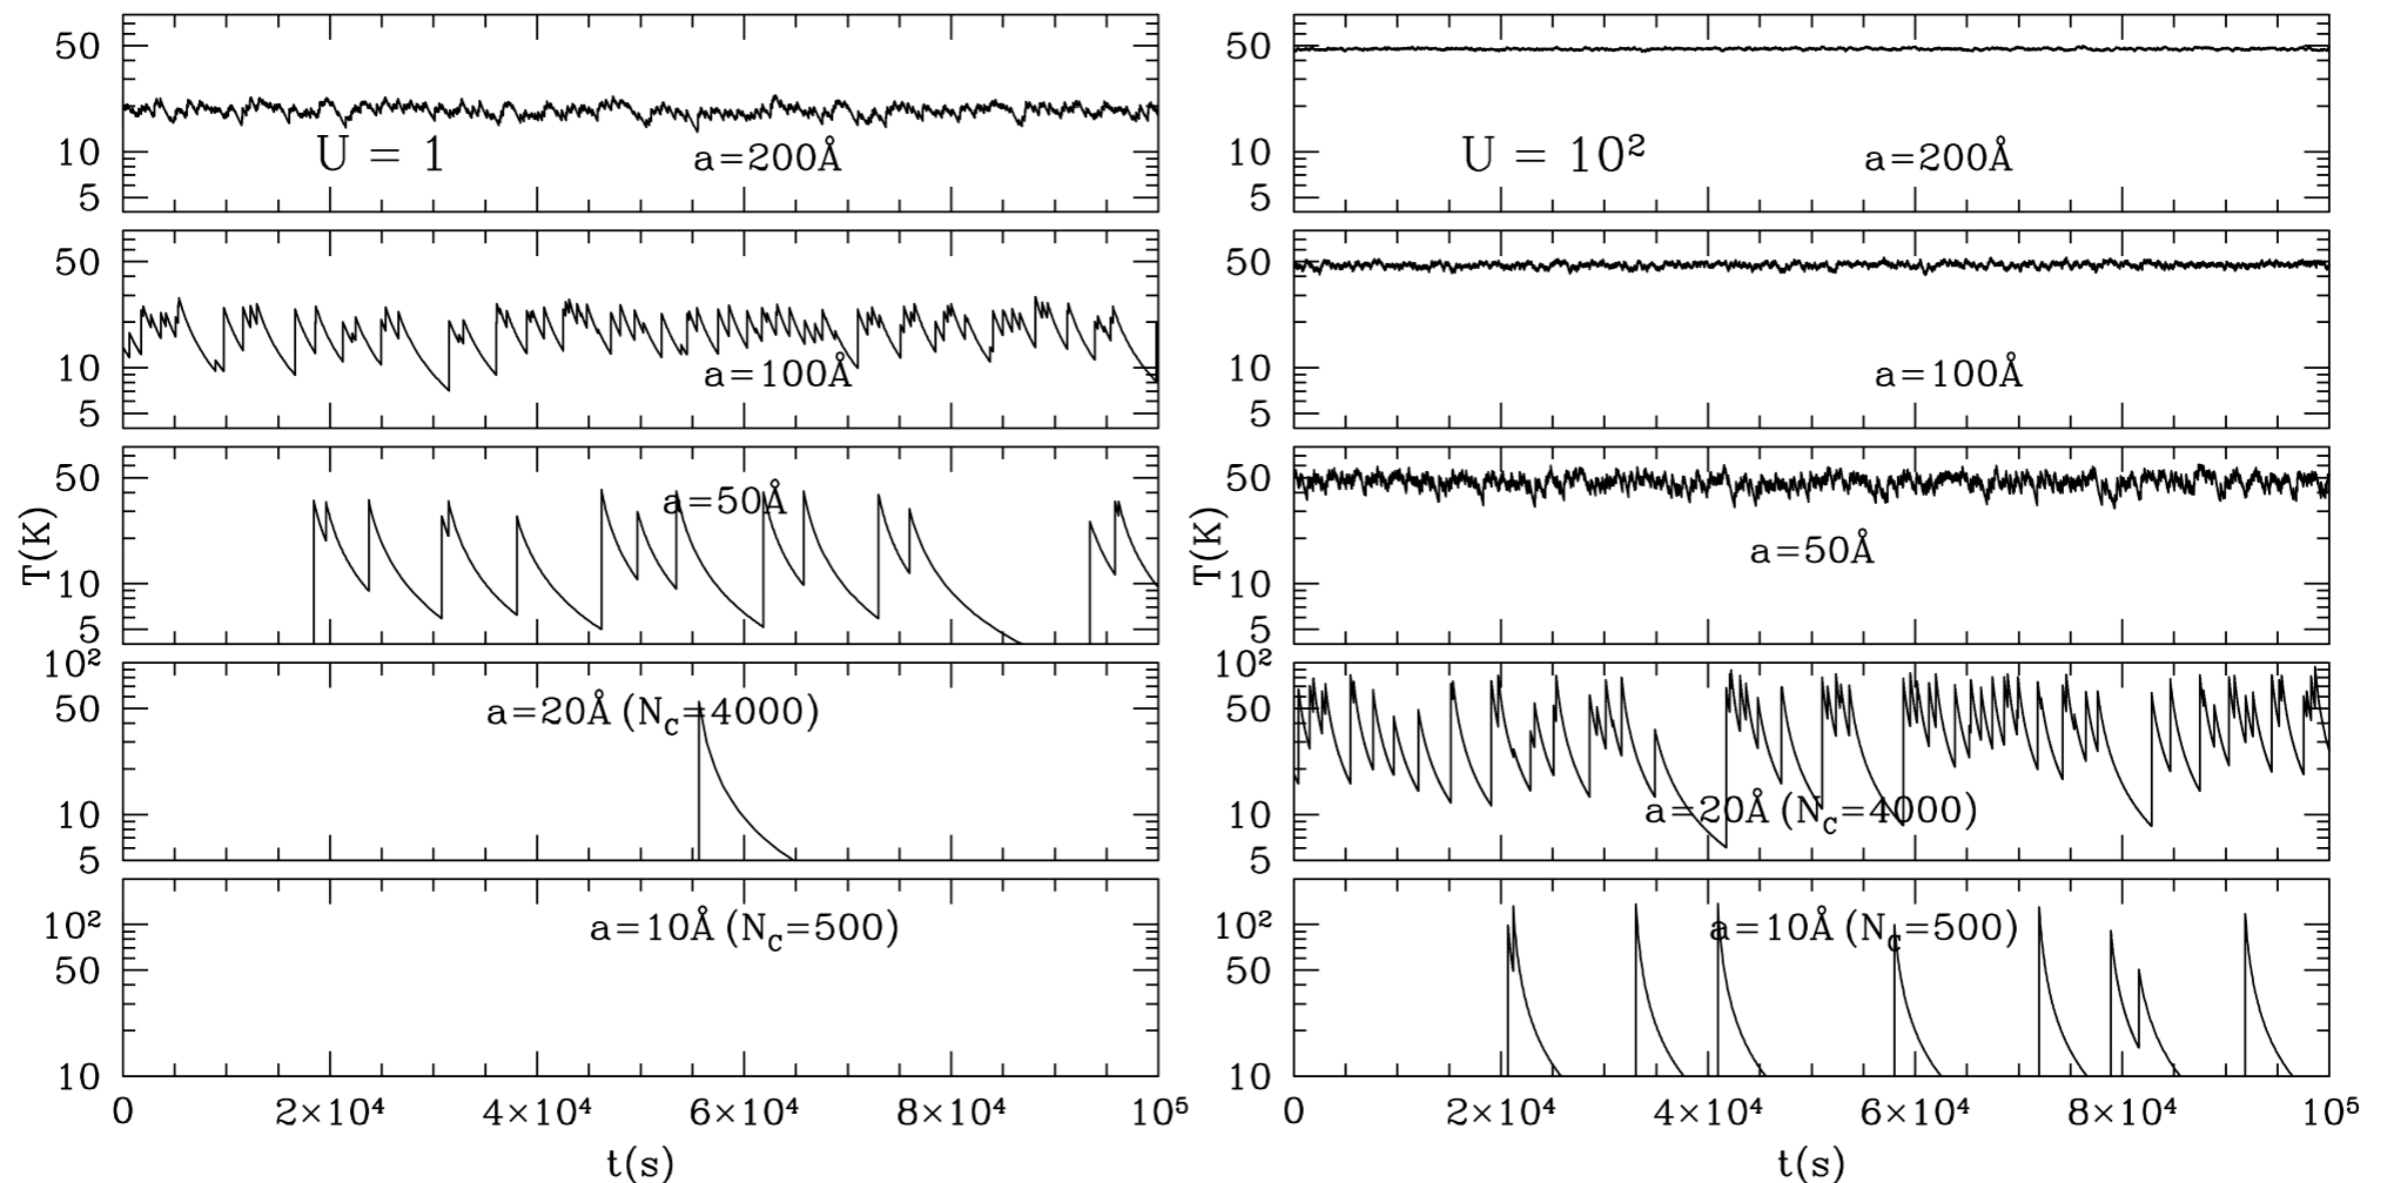 50
10
5
U = 1
a=200Å
50
10
5
a=100Å
T(K)
50
10
5
a=50Å
10²
50
10
5
a=20Å (N_c=4000)
10²
50
10
a=10Å (N_c=500)
0 2×10⁴ 4×10⁴ 6×10⁴ 8×10⁴ 10⁵
t(s)
50
10
5
U = 10²
a=200Å
50
10
5
a=100Å
T(K)
50
10
5
a=50Å
10²
50
10
5
a=20Å (N_c=4000)
10²
50
10
a=10Å (N_c=500)
0 2×10⁴ 4×10⁴ 6×10⁴ 8×10⁴ 10⁵
t(s)